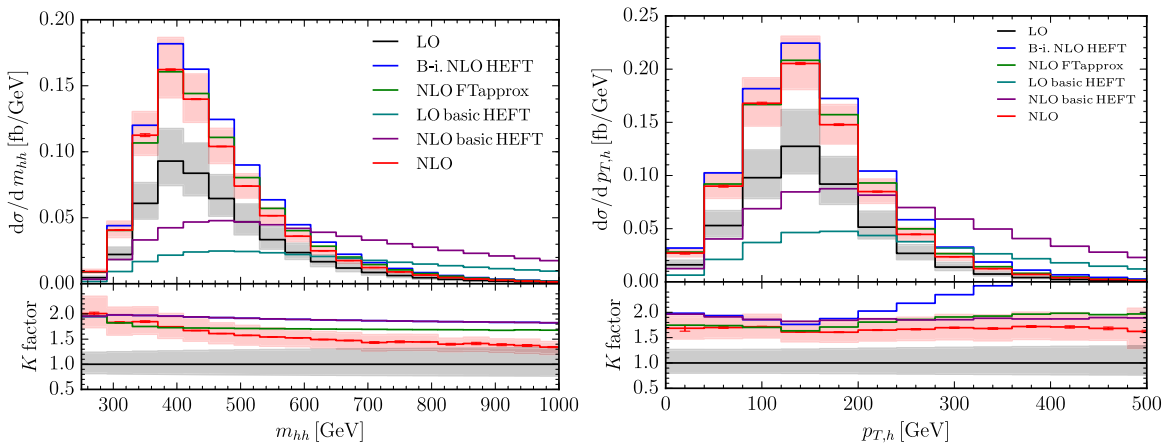 0.20
0.15
0.10
0.05
0.00
dσ/d m_hh [fb/GeV]
LO
B-i. NLO HEFT
NLO FTapprox
LO basic HEFT
NLO basic HEFT
NLO
2.0
1.5
1.0
0.5
K factor
300 400 500 600 700 800 900 1000
m_hh [GeV]
0.25
0.20
0.15
0.10
0.05
0.00
dσ/d p_T,h [fb/GeV]
LO
B-i. NLO HEFT
NLO FTapprox
LO basic HEFT
NLO basic HEFT
NLO
2.0
1.5
1.0
0.5
K factor
0 100 200 300 400 500
p_T,h [GeV]